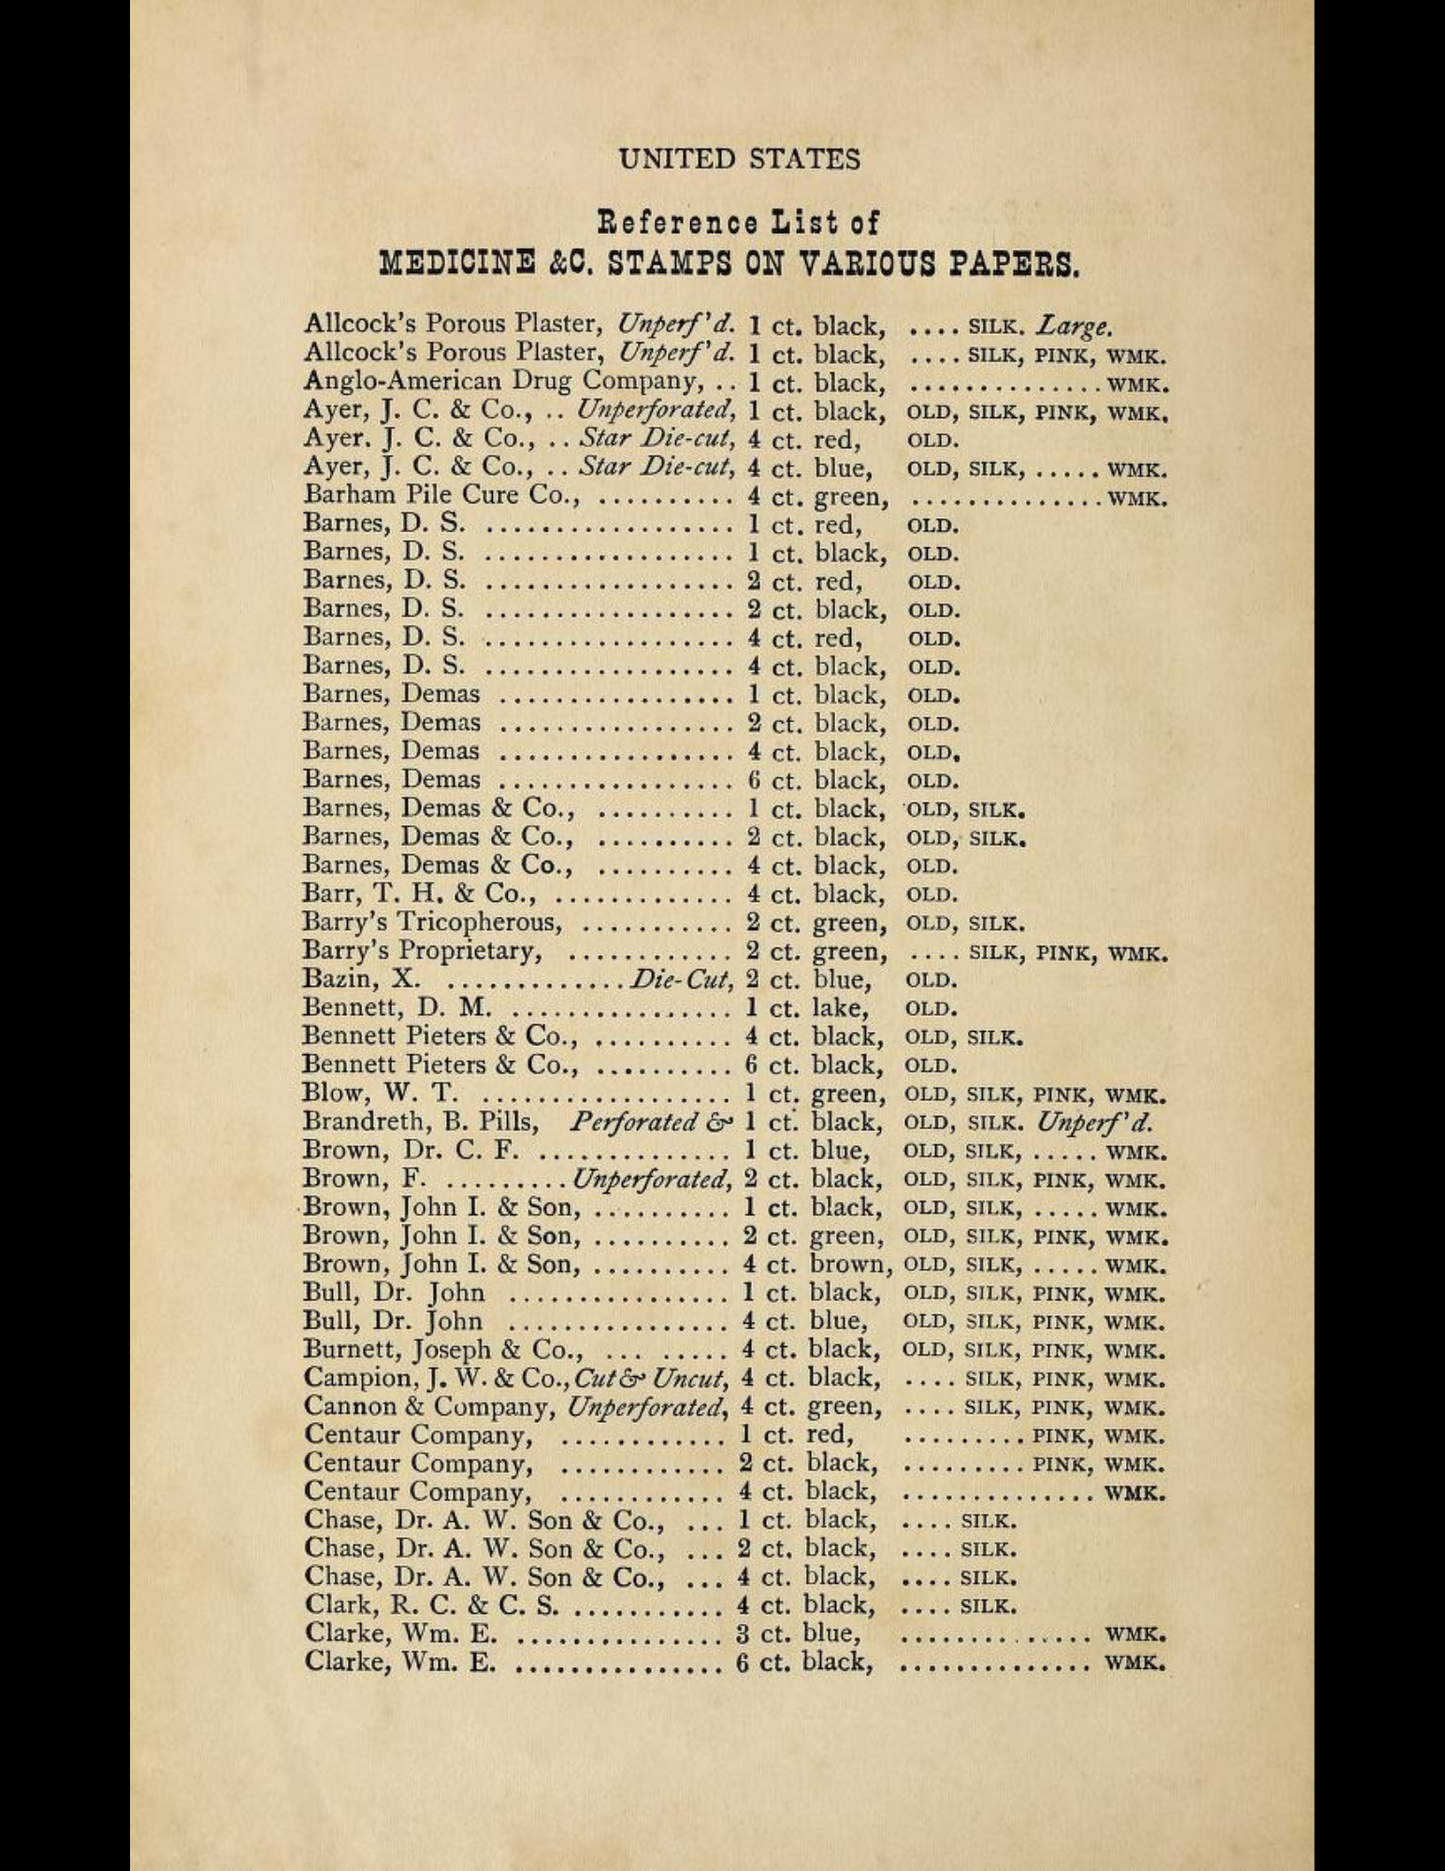 UNITED STATES
Reference List of
MEDICINE &C. STAMPS ON VARIOUS PAPERS.
Allcock's Porous Plaster, Unperf'd. 1 ct. black, .... SILK. Large.
Allcock's Porous Plaster, Unperf'd. 1 ct. black, .... SILK, PINK, WMK.
Anglo-American Drug Company, .. 1 ct. black, .............. WMK.
Ayer, J. C. & Co., .. Unperforated, 1 ct. black, OLD, SILK, PINK, WMK.
Ayer. J. C. & Co., .. Star Die-cut, 4 ct. red, OLD.
Ayer, J. C. & Co., .. Star Die-cut, 4 ct. blue, OLD, SILK, ..... WMK.
Barham Pile Cure Co., .......... 4 ct. green, .............. WMK.
Barnes, D. S. .................. 1 ct. red, OLD.
Barnes, D. S. .................. 1 ct. black, OLD.
Barnes, D. S. .................. 2 ct. red, OLD.
Barnes, D. S. .................. 2 ct. black, OLD.
Barnes, D. S. .................. 4 ct. red, OLD.
Barnes, D. S. .................. 4 ct. black, OLD.
Barnes, Demas ................. 1 ct. black, OLD.
Barnes, Demas ................. 2 ct. black, OLD.
Barnes, Demas ................. 4 ct. black, OLD.
Barnes, Demas ................. 6 ct. black, OLD.
Barnes, Demas & Co., .......... 1 ct. black, OLD, SILK.
Barnes, Demas & Co., .......... 2 ct. black, OLD, SILK.
Barnes, Demas & Co., .......... 4 ct. black, OLD.
Barr, T. H. & Co., ............. 4 ct. black, OLD.
Barry's Tricopherous, ........... 2 ct. green, OLD, SILK.
Barry's Proprietary, ............ 2 ct. green, .... SILK, PINK, WMK.
Bazin, X. ............. Die-Cut, 2 ct. blue, OLD.
Bennett, D. M. ................ 1 ct. lake, OLD.
Bennett Pieters & Co., .......... 4 ct. black, OLD, SILK.
Bennett Pieters & Co., .......... 6 ct. black, OLD.
Blow, W. T. .................. 1 ct. green, OLD, SILK, PINK, WMK.
Brandreth, B. Pills, Perforated & 1 ct. black, OLD, SILK. Unperf'd.
Brown, Dr. C. F. .............. 1 ct. blue, OLD, SILK, ..... WMK.
Brown, F. ......... Unperforated, 2 ct. black, OLD, SILK, PINK, WMK.
Brown, John I. & Son, .......... 1 ct. black, OLD, SILK, ..... WMK.
Brown, John I. & Son, .......... 2 ct. green, OLD, SILK, PINK, WMK.
Brown, John I. & Son, .......... 4 ct. brown, OLD, SILK, ..... WMK.
Bull, Dr. John ................ 1 ct. black, OLD, SILK, PINK, WMK.
Bull, Dr. John ................ 4 ct. blue, OLD, SILK, PINK, WMK.
Burnett, Joseph & Co., ... ..... 4 ct. black, OLD, SILK, PINK, WMK.
Campion, J. W. & Co., Cut & Uncut, 4 ct. black, .... SILK, PINK, WMK.
Cannon & Company, Unperforated, 4 ct. green, .... SILK, PINK, WMK.
Centaur Company, ............ 1 ct. red, ......... PINK, WMK.
Centaur Company, ............ 2 ct. black, ......... PINK, WMK.
Centaur Company, ............ 4 ct. black, .............. WMK.
Chase, Dr. A. W. Son & Co., ... 1 ct. black, .... SILK.
Chase, Dr. A. W. Son & Co., ... 2 ct. black, .... SILK.
Chase, Dr. A. W. Son & Co., ... 4 ct. black, .... SILK.
Clark, R. C. & C. S. ........... 4 ct. black, .... SILK.
Clarke, Wm. E. ............... 3 ct. blue, .............. WMK.
Clarke, Wm. E. ............... 6 ct. black, .............. WMK.